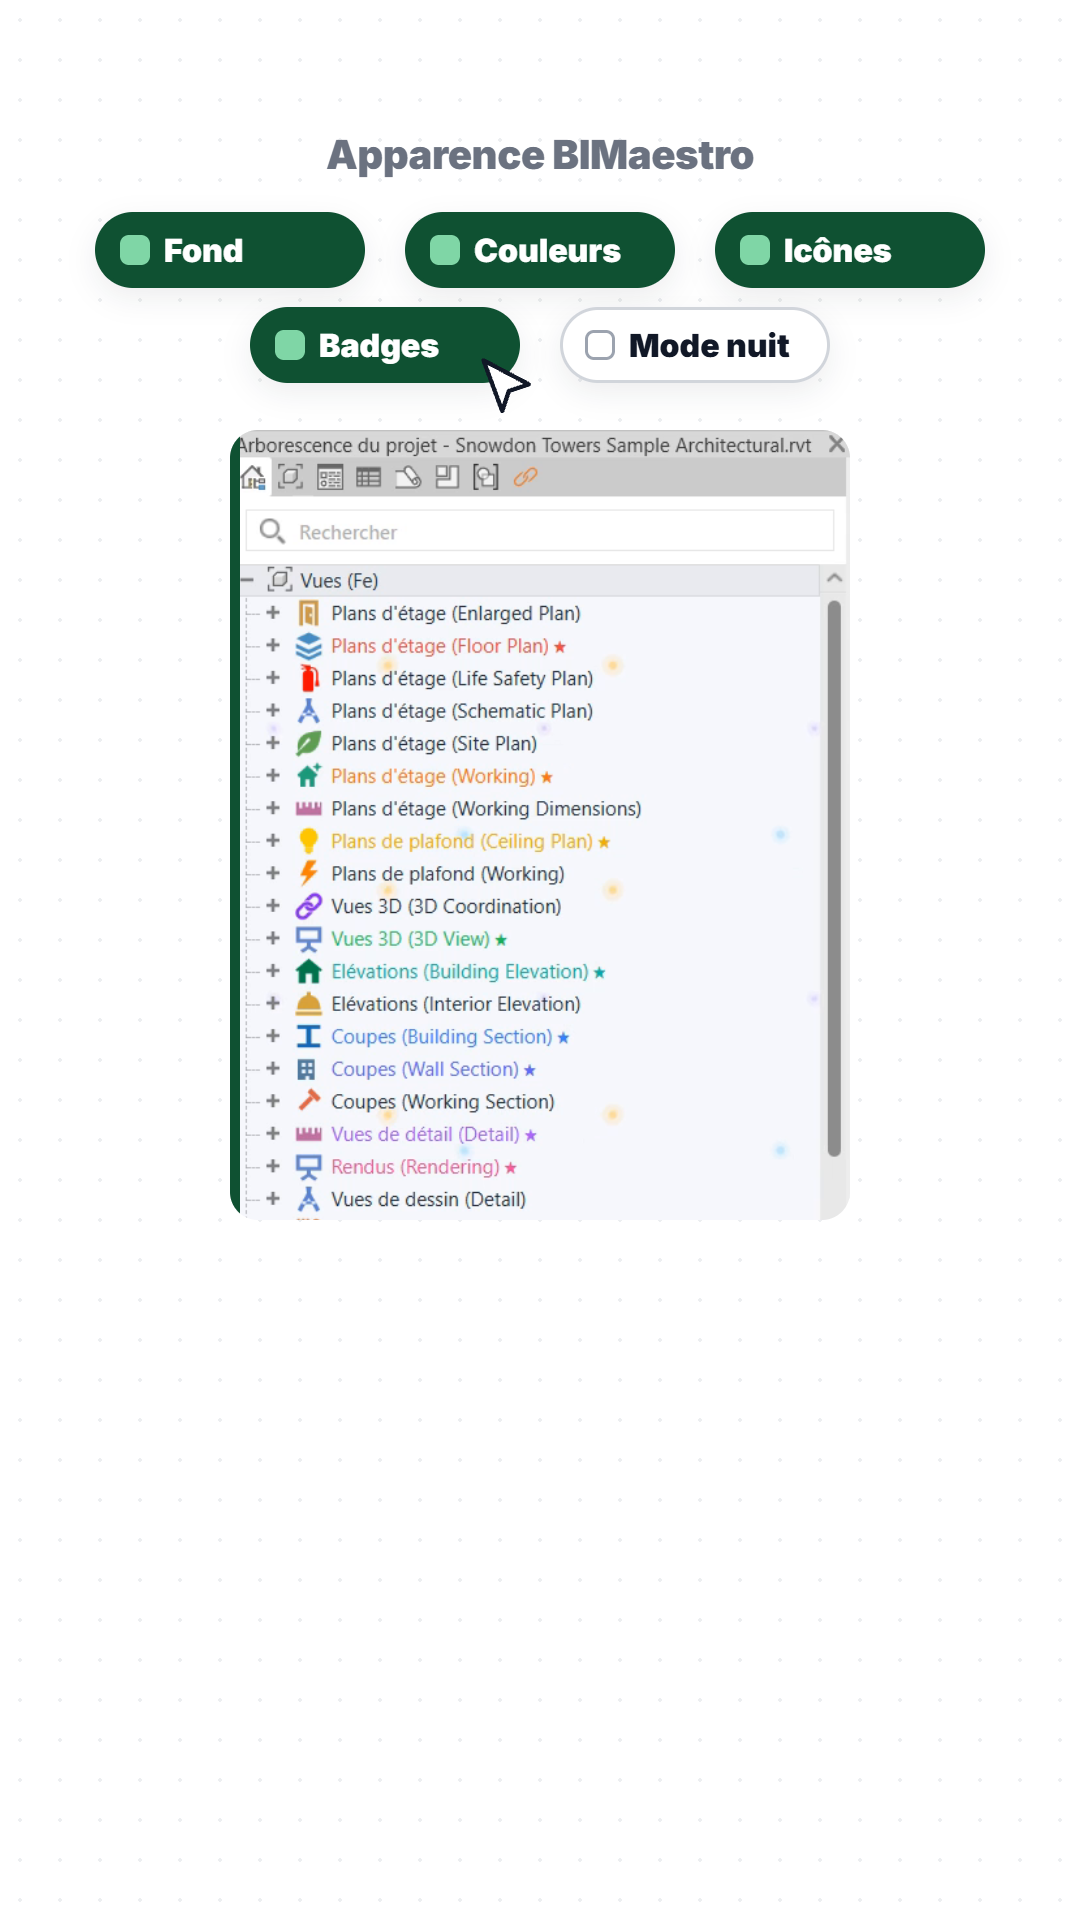 Apparence BIMaestro
Fond
Couleurs
Icônes
Badges
Mode nuit
Arborescence du projet - Snowdon Towers Sample Architectural.rvt
Rechercher
Vues (Fe)
Plans d'étage (Enlarged Plan)
Plans d'étage (Floor Plan) ★
Plans d'étage (Life Safety Plan)
Plans d'étage (Schematic Plan)
Plans d'étage (Site Plan)
Plans d'étage (Working) ★
Plans d'étage (Working Dimensions)
Plans de plafond (Ceiling Plan) ★
Plans de plafond (Working)
Vues 3D (3D Coordination)
Vues 3D (3D View) ★
Elévations (Building Elevation) ★
Elévations (Interior Elevation)
Coupes (Building Section) ★
Coupes (Wall Section) ★
Coupes (Working Section)
Vues de détail (Detail) ★
Rendus (Rendering) ★
Vues de dessin (Detail)